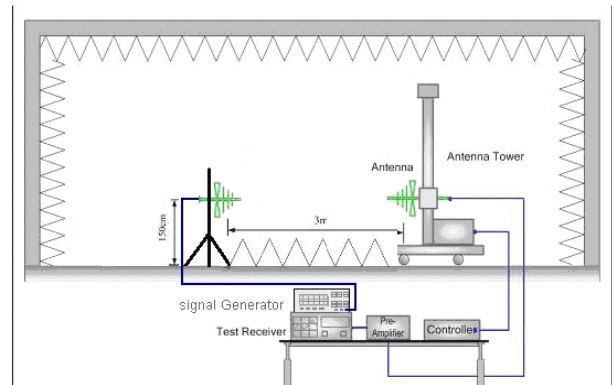 Antenna
Antenna Tower
150cm
3m
signal Generator
Test Receiver
Pre-
Amplifier
Controller